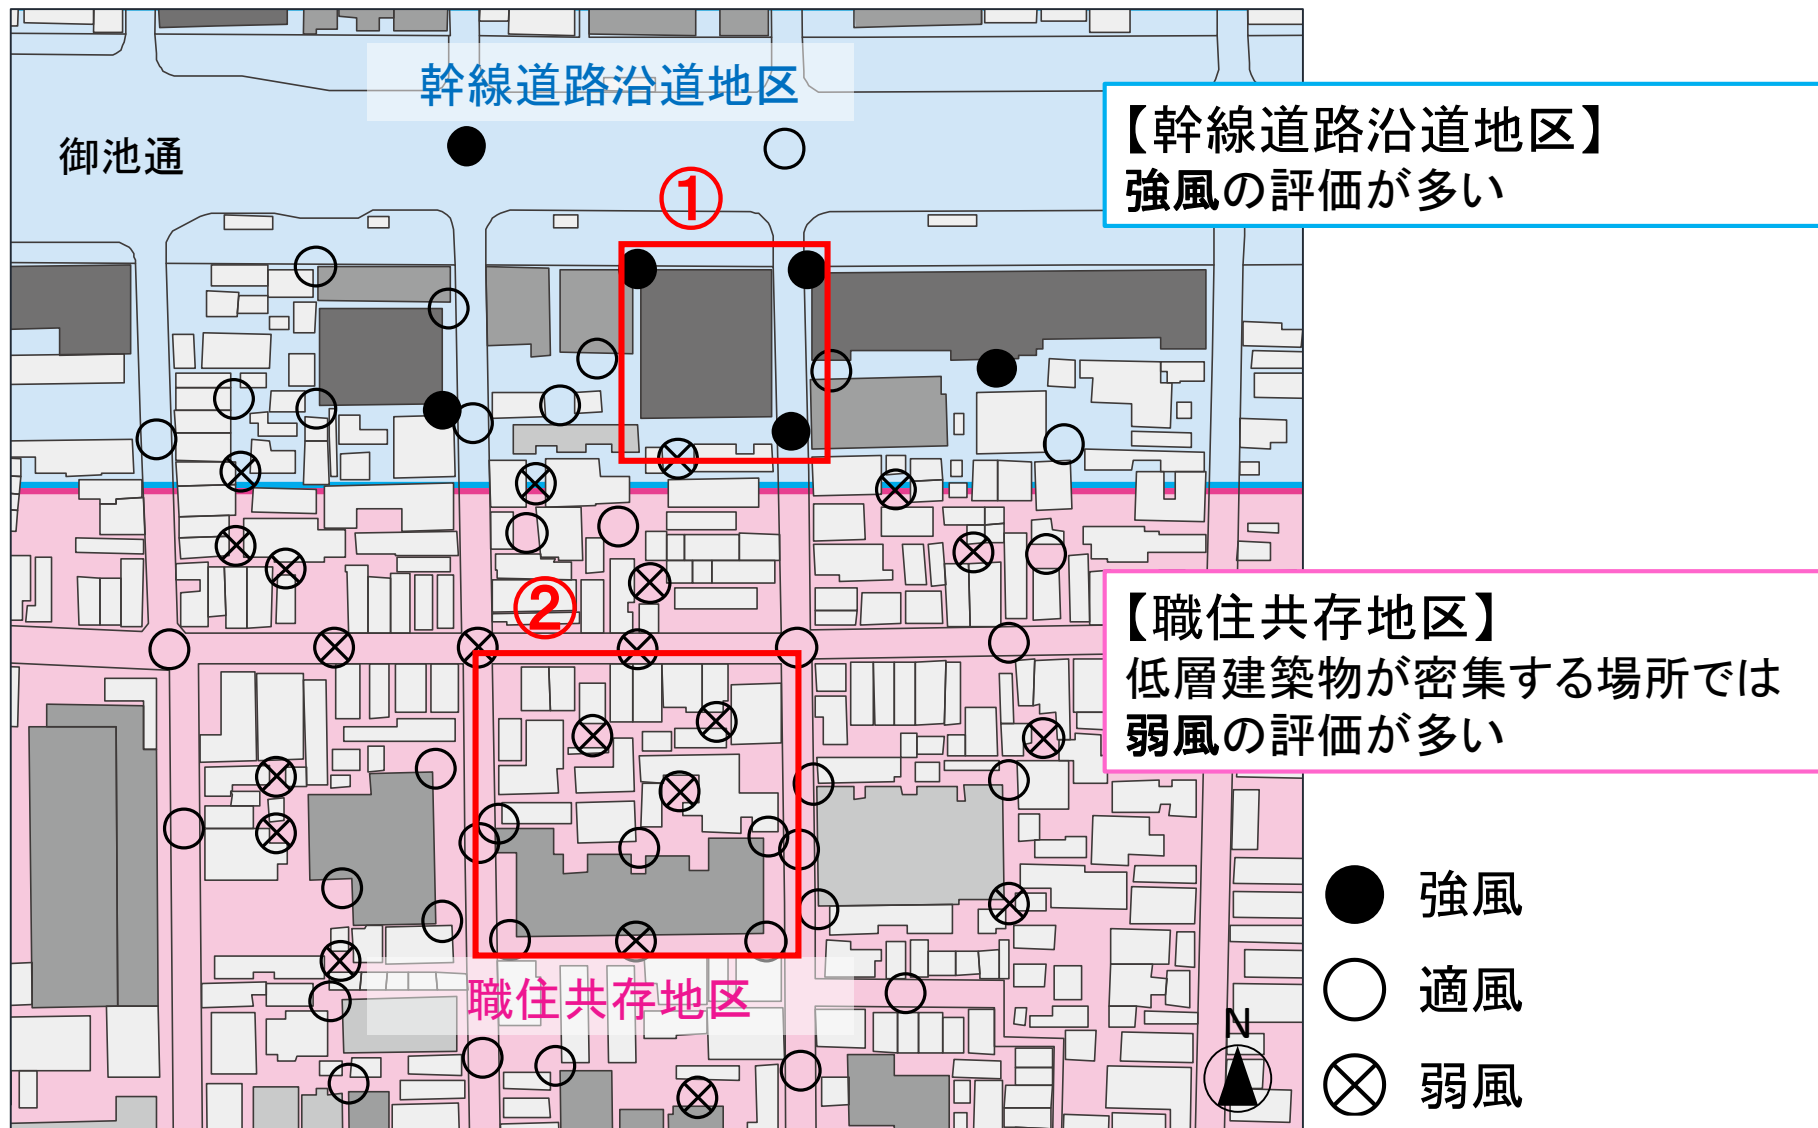 幹線道路沿道地区
御池通
①
【幹線道路沿道地区】
強風の評価が多い
②
【職住共存地区】
低層建築物が密集する場所では
弱風の評価が多い
職住共存地区
強風
適風
弱風
N